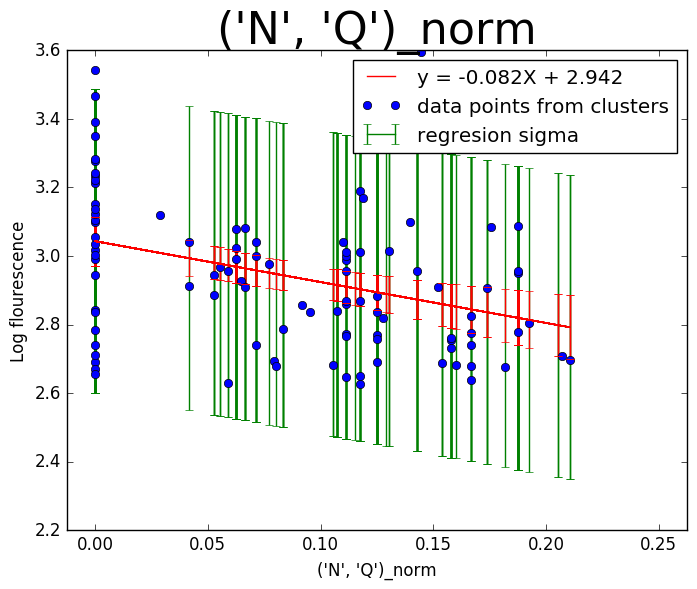 ('N', 'Q')_norm
y = -0.082X + 2.942
data points from clusters
regresion sigma
Log flourescence
3.6
3.4
3.2
3.0
2.8
2.6
2.4
2.2
0.00 0.05 0.10 0.15 0.20 0.25
('N', 'Q')_norm